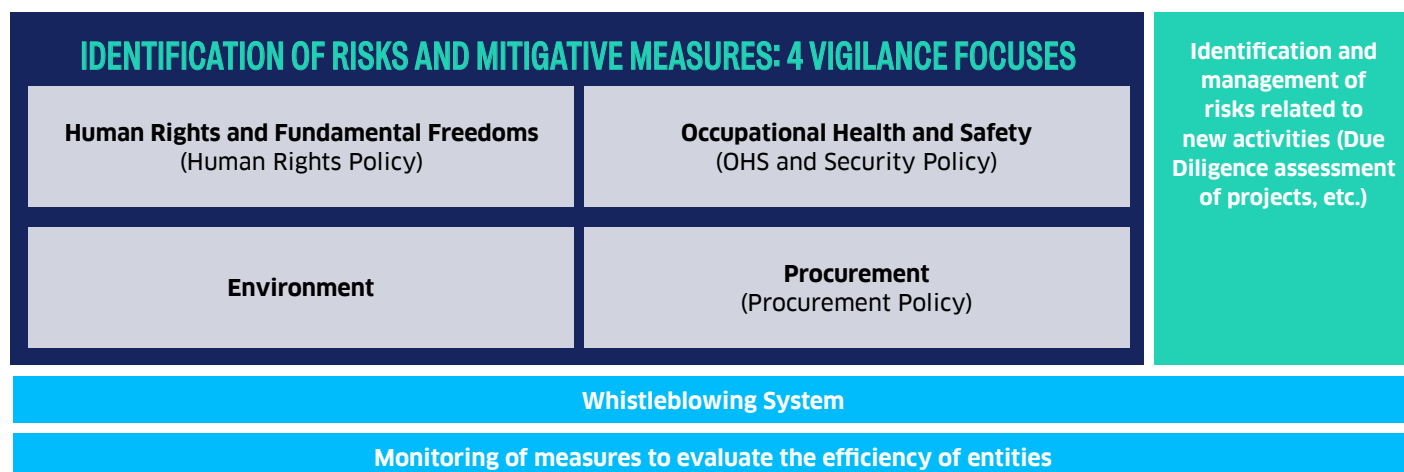 IDENTIFICATION OF RISKS AND MITIGATIVE MEASURES: 4 VIGILANCE FOCUSES
Human Rights and Fundamental Freedoms
(Human Rights Policy)
Occupational Health and Safety
(OHS and Security Policy)
Environment
Procurement
(Procurement Policy)
Identification and
management of
risks related to
new activities (Due
Diligence assessment
of projects, etc.)
Whistleblowing System
Monitoring of measures to evaluate the efficiency of entities